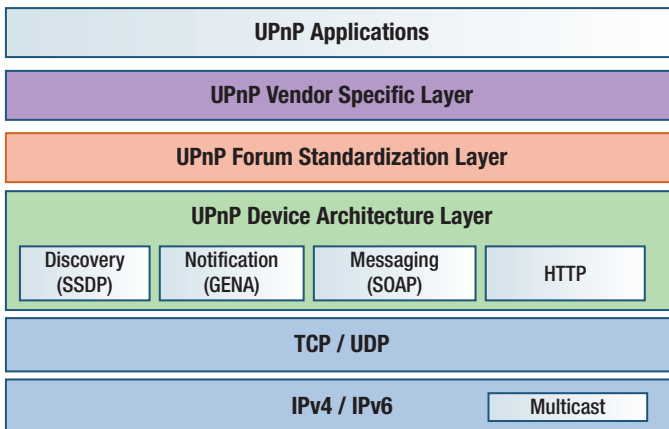 UPnP Applications
UPnP Vendor Specific Layer
UPnP Forum Standardization Layer
UPnP Device Architecture Layer
Discovery
(SSDP)
Notification
(GENA)
Messaging
(SOAP)
HTTP
TCP / UDP
IPv4 / IPv6
Multicast